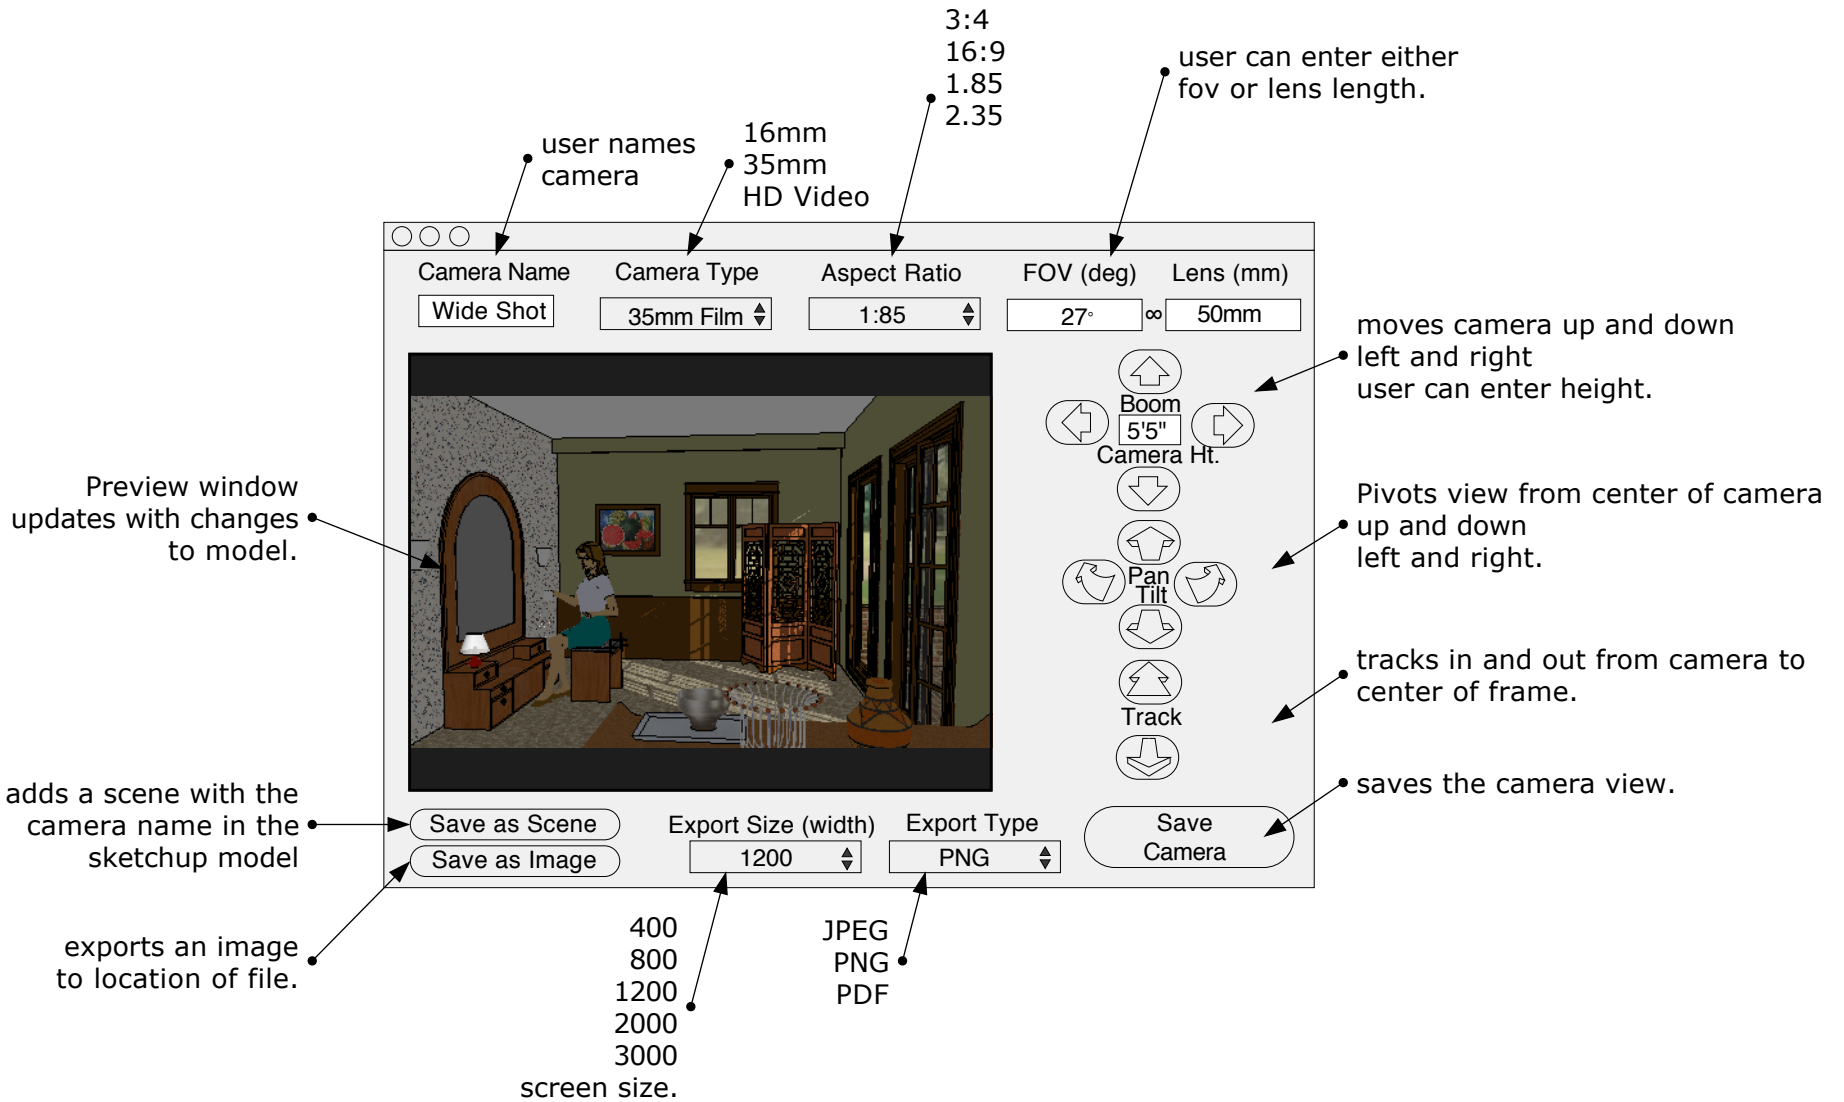 3:4
16:9
1.85
2.35
user can enter either
fov or lens length.
16mm
35mm
HD Video
user names
camera
Camera Name
Camera Type
Aspect Ratio
FOV (deg)
Lens (mm)
Wide Shot
35mm Film
1:85
27°
∞
50mm
moves camera up and down
left and right
user can enter height.
Boom
5'5"
Camera Ht.
Preview window
updates with changes
to model.
Pivots view from center of camera
up and down
left and right.
Pan
Tilt
tracks in and out from camera to
center of frame.
Track
saves the camera view.
adds a scene with the
camera name in the
sketchup model
Save as Scene
Save as Image
Export Size (width)
1200
Export Type
PNG
Save
Camera
exports an image
to location of file.
400
800
1200
2000
3000
screen size.
JPEG
PNG
PDF